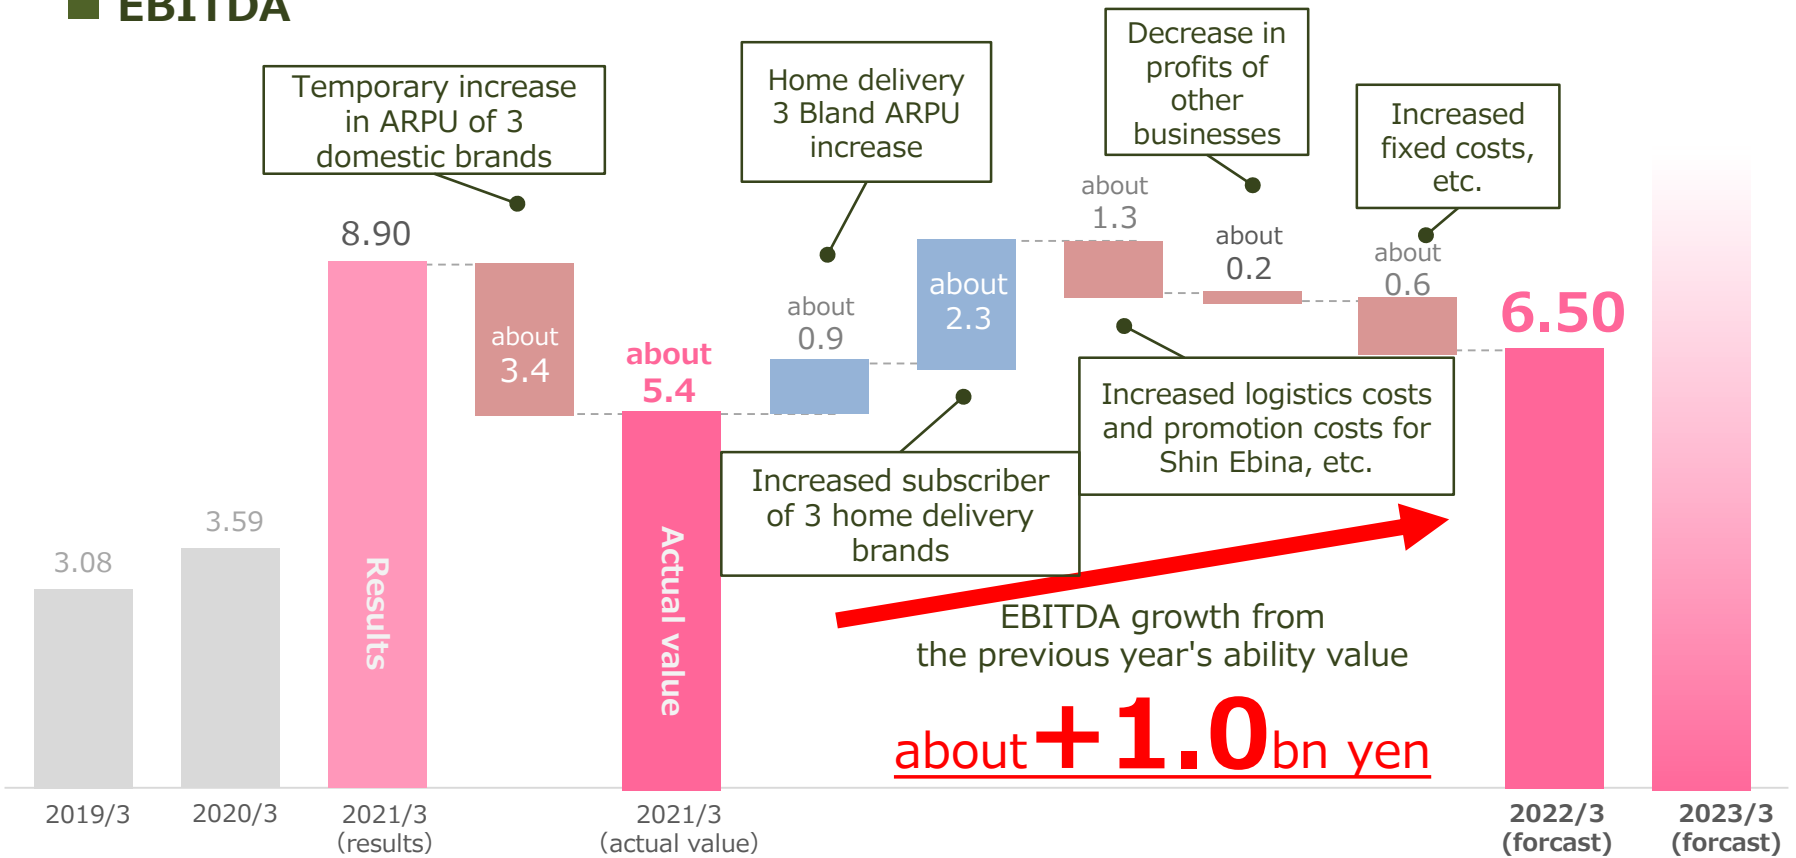 EBITDA
Temporary increase
in ARPU of 3
domestic brands
Home delivery
3 Bland ARPU
increase
Decrease in
profits of
other
businesses
Increased
fixed costs,
etc.
3.08
3.59
8.90
about
3.4
about
5.4
about
0.9
about
2.3
about
1.3
about
0.2
about
0.6
6.50
Increased logistics costs
and promotion costs for
Shin Ebina, etc.
Increased subscriber
of 3 home delivery
brands
Results
Actual value
EBITDA growth from
the previous year's ability value
about+1.0bn yen
2019/3
2020/3
2021/3
(results)
2021/3
(actual value)
2022/3
(forcast)
2023/3
(forcast)